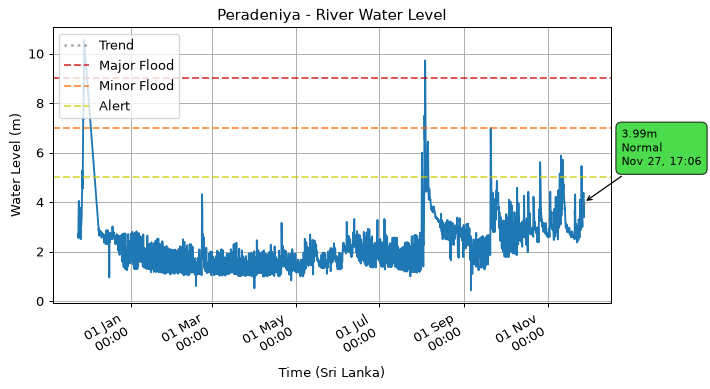 Peradeniya - River Water Level
Trend
Major Flood
Minor Flood
Alert
3.99m
Normal
Nov 27, 17:06
Water Level (m)
10
8
6
4
2
0
01 Jan
00:00
01 Mar
00:00
01 May
00:00
01 Jul
00:00
01 Sep
00:00
01 Nov
00:00
Time (Sri Lanka)